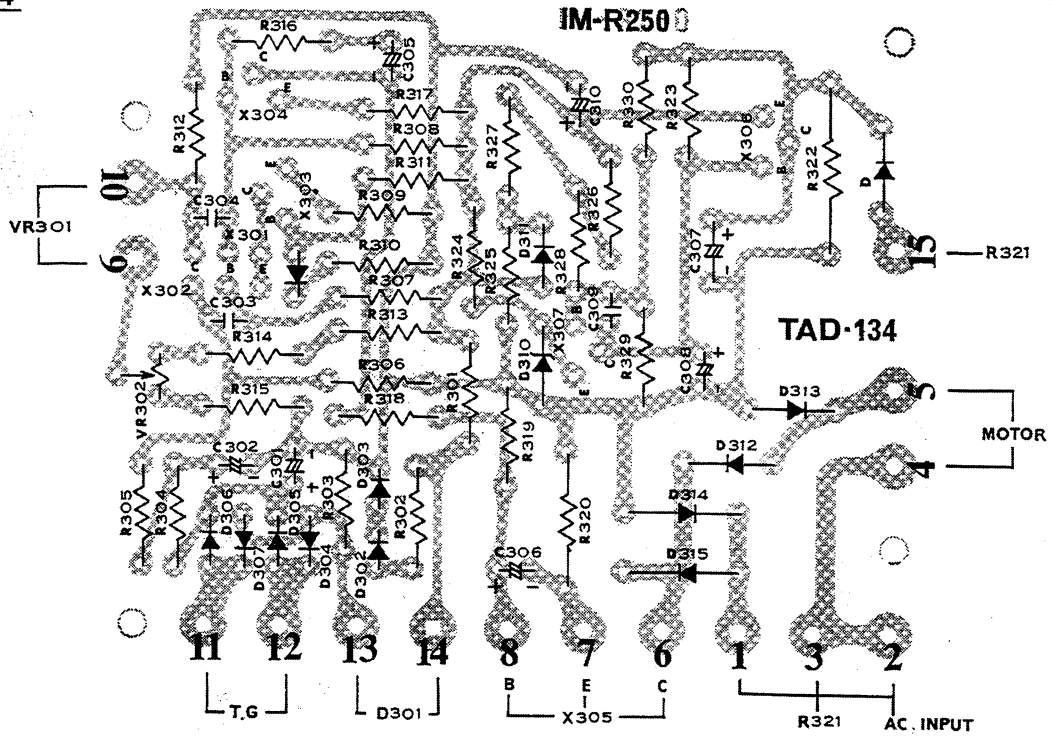 IM-R250
R316
C
C305
+
B
E
R317
C310
+
R330
R323
E
X304
R308
R327
X306
C
R312
R311
R322
D
10
E
X303
R309
R326
B
VR301
C304
C
B
X301
R324
R325
D311
R328
C307
+
15
R321
9
C
B
E
R310
X302
C303
R307
B
C309
R313
X307
C
TAD-134
R314
D310
R329
C308
+
R306
R301
E
D313
5
VR302
R315
R318
R319
D312
MOTOR
4
C302
C301
D303
+
+
R305
R304
D306
D305
R303
R302
R320
D314
D307
D304
D302
C306
+
D315
11
12
13
14
8
7
6
1
3
2
B
E
C
T.G
D301
X305
R321
AC. INPUT